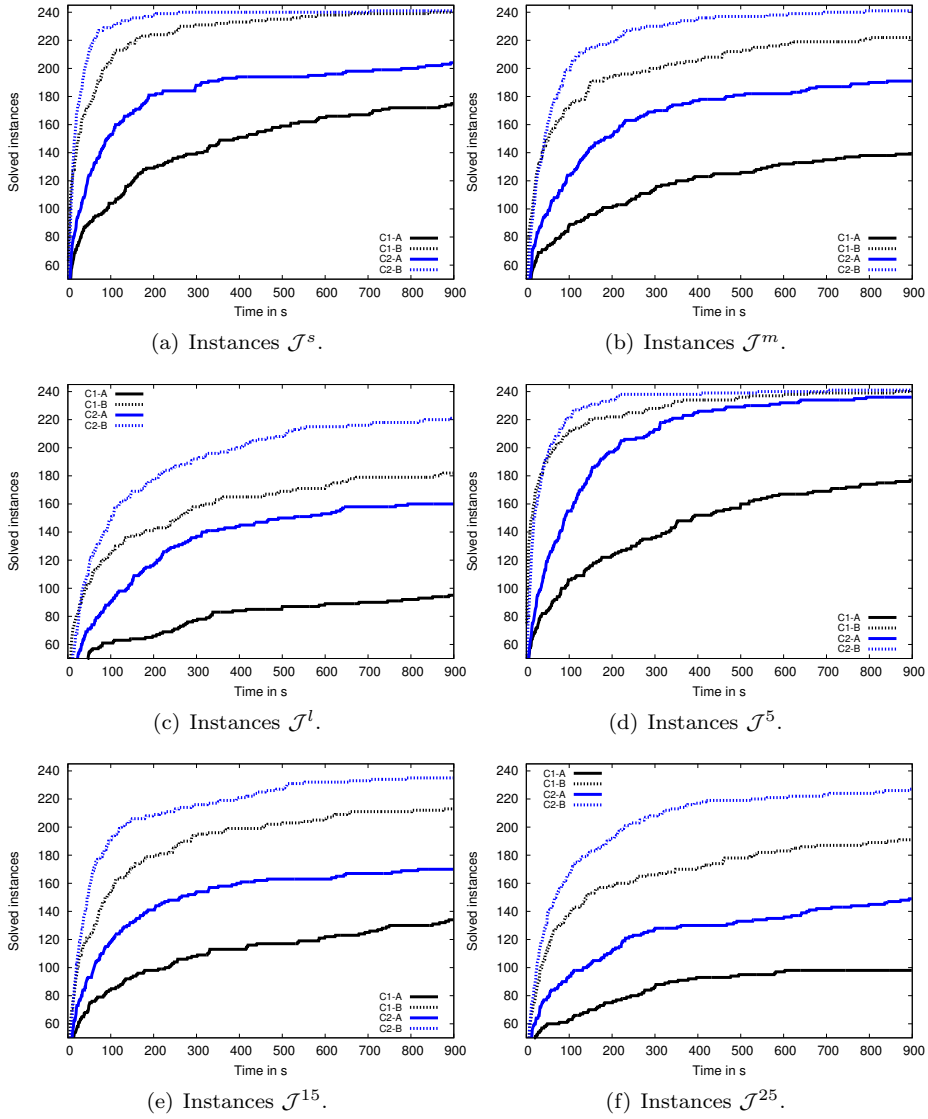 240
220
200
180
160
140
120
100
80
60
Solved instances
C1-A
C1-B
C2-A
C2-B
0 100 200 300 400 500 600 700 800 900
Time in s
(a) Instances 𝒥^s.
240
220
200
180
160
140
120
100
80
60
Solved instances
C1-A
C1-B
C2-A
C2-B
0 100 200 300 400 500 600 700 800 900
Time in s
(b) Instances 𝒥^m.
240
220
200
180
160
140
120
100
80
60
Solved instances
C1-A
C1-B
C2-A
C2-B
0 100 200 300 400 500 600 700 800 900
Time in s
(c) Instances 𝒥^l.
240
220
200
180
160
140
120
100
80
60
Solved instances
C1-A
C1-B
C2-A
C2-B
0 100 200 300 400 500 600 700 800 900
Time in s
(d) Instances 𝒥^5.
240
220
200
180
160
140
120
100
80
60
Solved instances
C1-A
C1-B
C2-A
C2-B
0 100 200 300 400 500 600 700 800 900
Time in s
(e) Instances 𝒥^15.
240
220
200
180
160
140
120
100
80
60
Solved instances
C1-A
C1-B
C2-A
C2-B
0 100 200 300 400 500 600 700 800 900
Time in s
(f) Instances 𝒥^25.